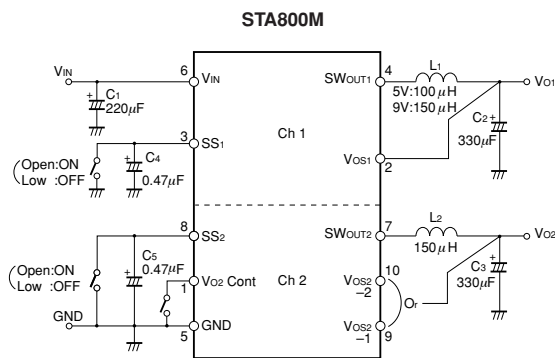 STA800M
VIN
6
VIN
C1
220μF
+
3
SS1
Open:ON
Low :OFF
+
C4
0.47μF
Ch 1
4
SWOUT1
L1
5V:100μH
9V:150μH
VO1
C2
+
330μF
VOS1
2
8
SS2
Open:ON
Low :OFF
+
C5
0.47μF
VO2 Cont
1
GND
GND
5
Ch 2
7
SWOUT2
L2
150μH
VO2
+
C3
330μF
10
VOS2
–2
Or
VOS2
–1
9